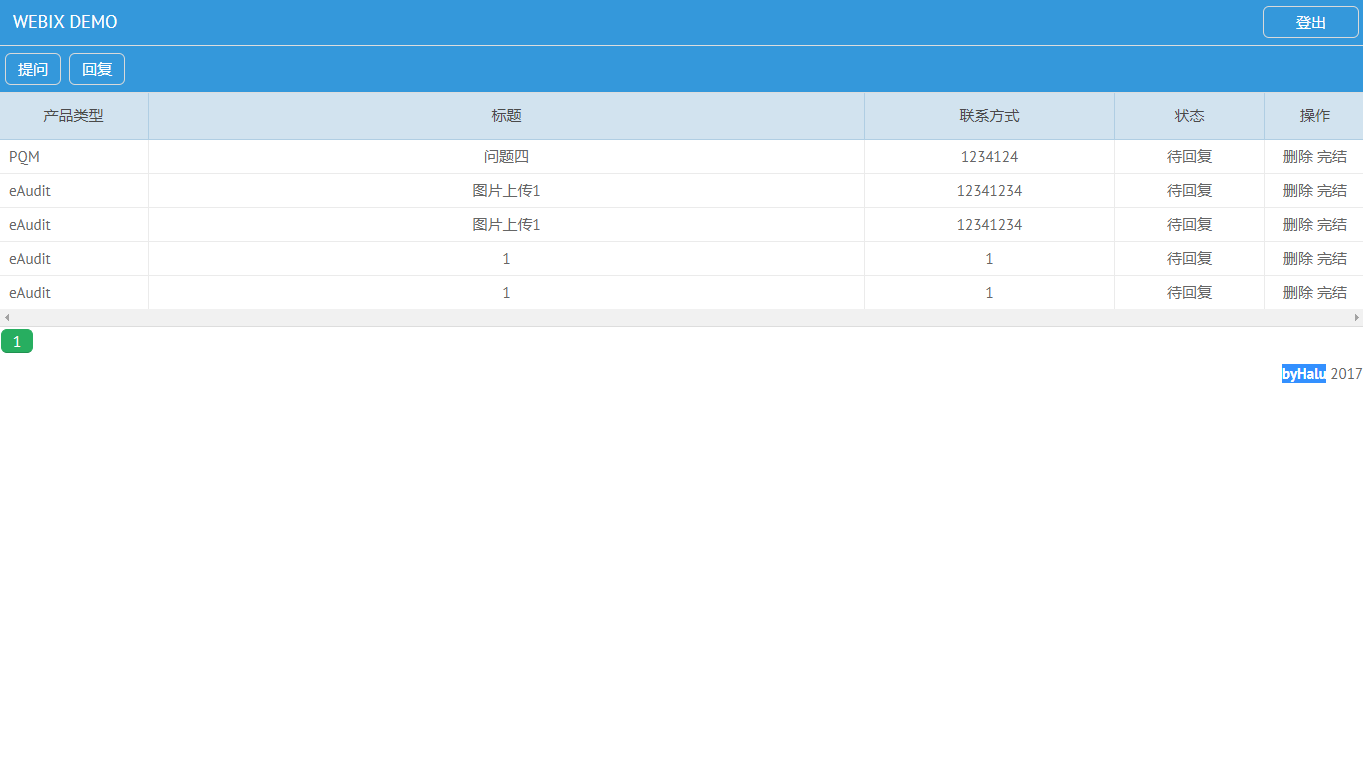 WEBIX DEMO 登出
提问 回复
产品类型 标题 联系方式 状态 操作
PQM 问题四 1234124 待回复 删除 完结
eAudit 图片上传1 12341234 待回复 删除 完结
eAudit 图片上传1 12341234 待回复 删除 完结
eAudit 1 1 待回复 删除 完结
eAudit 1 1 待回复 删除 完结
1
byHalu 2017